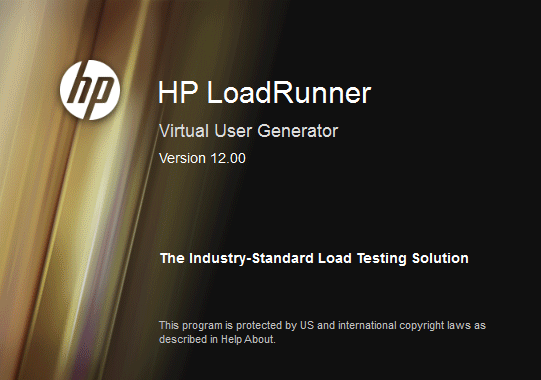 hp
HP LoadRunner
Virtual User Generator
Version 12.00
The Industry-Standard Load Testing Solution
This program is protected by US and international copyright laws as
described in Help About.